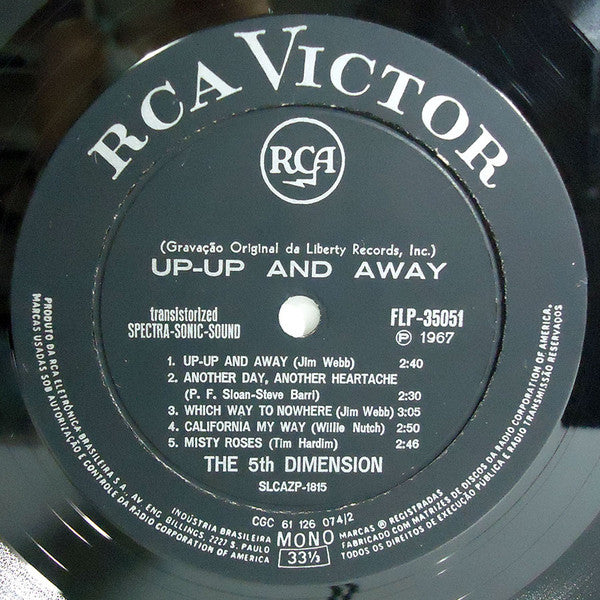 RCA VICTOR
RCA
(Gravação Original da Liberty Records, Inc.)
UP-UP AND AWAY
transistorized
SPECTRA-SONIC-SOUND
FLP-35051
Ⓟ 1967
1. UP-UP AND AWAY (Jim Webb) 2:40
2. ANOTHER DAY, ANOTHER HEARTACHE
(P. F. Sloan-Steve Barri) 2:30
3. WHICH WAY TO NOWHERE (Jim Webb) 3:05
4. CALIFORNIA MY WAY (Willie Nutch) 2:50
5. MISTY ROSES (Tim Hardim) 2:46
THE 5th DIMENSION
SLCAZP-1815
CGC 61 126 074/2
MONO
33⅓
PRODUTO DA RCA ELETRÔNICA BRASILEIRA S.A., AV. ENG. BILLINGS, 2227 S. PAULO
INDÚSTRIA BRASILEIRA
MARCAS USADAS SOB AUTORIZAÇÃO E CONTROLE DA RADIO CORPORATION OF AMERICA
MARCAS ® REGISTRADAS
FABRICADO COM MATRIZES DE DISCOS DA RADIO CORPORATION OF AMERICA.
TODOS OS DIREITOS DE EXECUÇÃO PÚBLICA E RADIO TRANSMISSÃO RESERVADOS